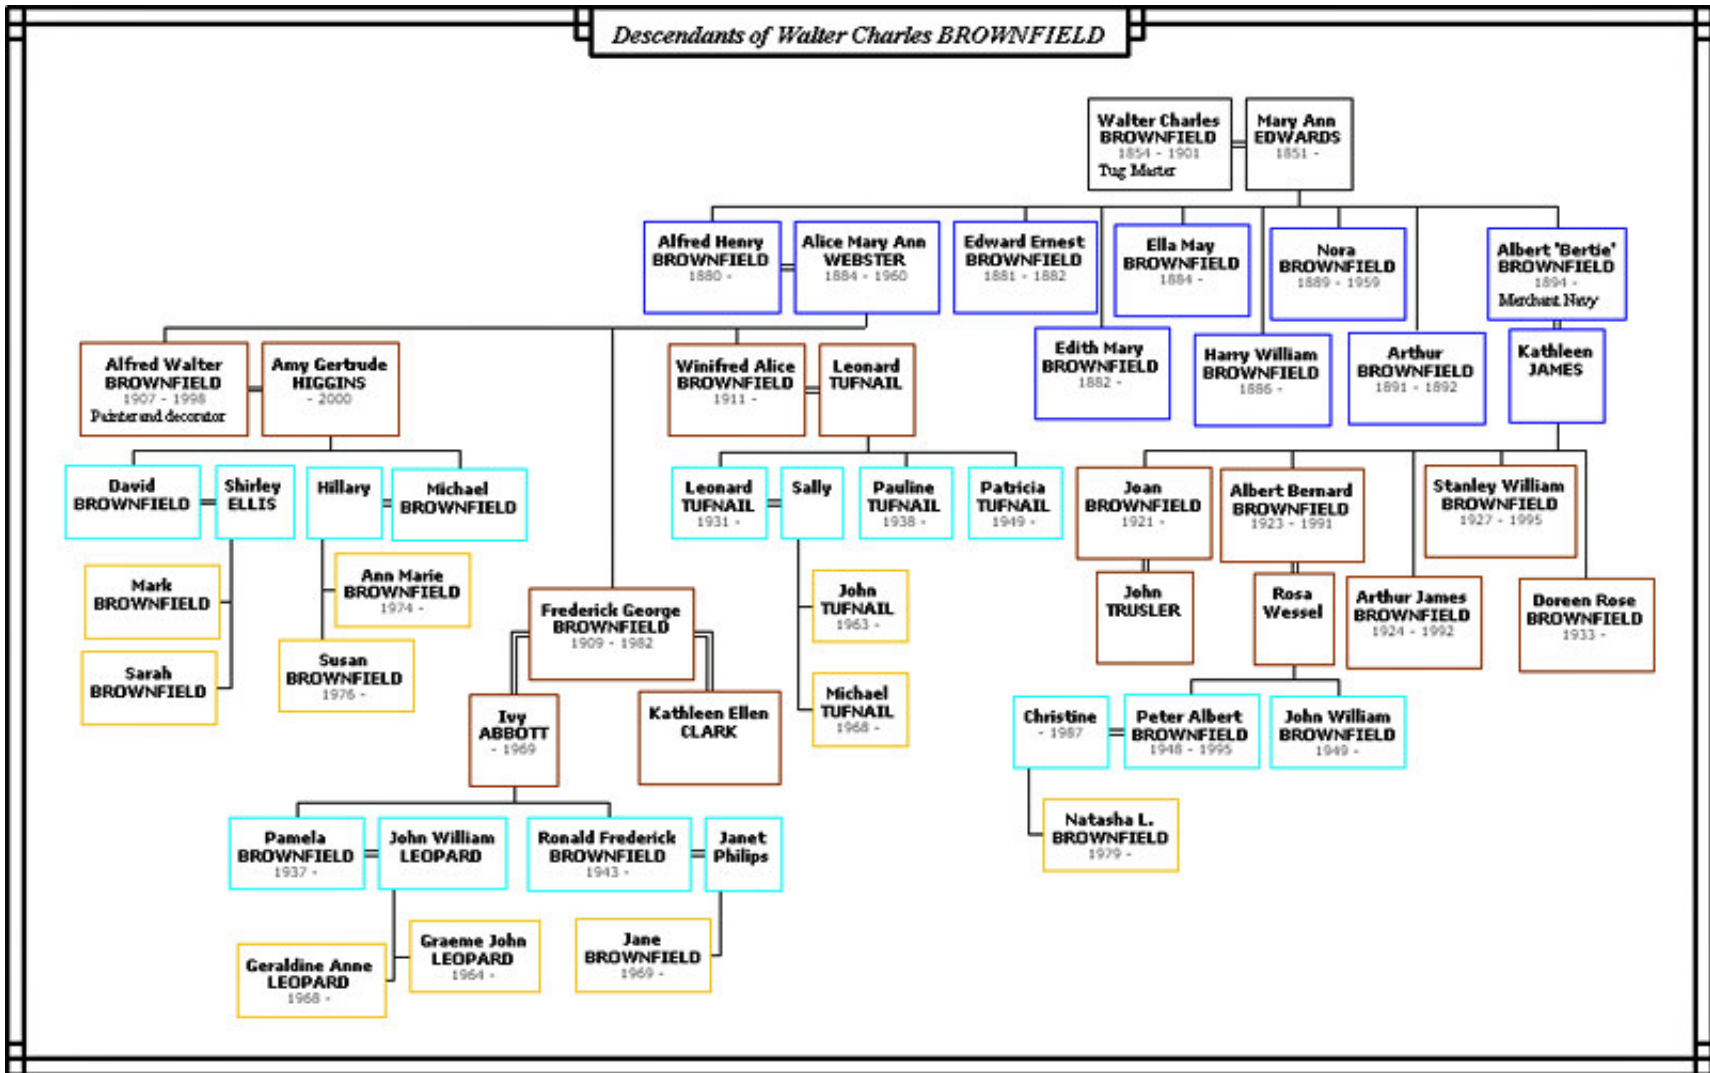 Descendants of Walter Charles BROWNFIELD
Walter Charles
BROWNFIELD
1854 - 1901
Tug Master
Mary Ann
EDWARDS
1851 -
Alfred Henry
BROWNFIELD
1880 -
Alice Mary Ann
WEBSTER
1884 - 1960
Edward Ernest
BROWNFIELD
1881 - 1882
Ella May
BROWNFIELD
1884 -
Nora
BROWNFIELD
1889 - 1959
Albert 'Bertie'
BROWNFIELD
1894 -
Merchant Navy
Edith Mary
BROWNFIELD
1882 -
Harry William
BROWNFIELD
1886 -
Arthur
BROWNFIELD
1891 - 1892
Kathleen
JAMES
Alfred Walter
BROWNFIELD
1907 - 1998
Painter and decorator
Amy Gertrude
HIGGINS
- 2000
Winifred Alice
BROWNFIELD
1911 -
Leonard
TUFNAIL
David
BROWNFIELD
Shirley
ELLIS
Hillary
Michael
BROWNFIELD
Leonard
TUFNAIL
1931 -
Sally
Pauline
TUFNAIL
1938 -
Patricia
TUFNAIL
1949 -
Joan
BROWNFIELD
1921 -
Albert Bernard
BROWNFIELD
1923 - 1991
Stanley William
BROWNFIELD
1927 - 1995
Mark
BROWNFIELD
Ann Marie
BROWNFIELD
1974 -
Frederick George
BROWNFIELD
1909 - 1982
John
TUFNAIL
1963 -
John
TRUSLER
Rosa
Wessel
Arthur James
BROWNFIELD
1924 - 1992
Doreen Rose
BROWNFIELD
1933 -
Sarah
BROWNFIELD
Susan
BROWNFIELD
1976 -
Ivy
ABBOTT
- 1969
Kathleen Ellen
CLARK
Michael
TUFNAIL
1968 -
Christine
- 1987
Peter Albert
BROWNFIELD
1948 - 1995
John William
BROWNFIELD
1949 -
Pamela
BROWNFIELD
1937 -
John William
LEOPARD
Ronald Frederick
BROWNFIELD
1943 -
Janet
Philips
Natasha L.
BROWNFIELD
1979 -
Geraldine Anne
LEOPARD
1968 -
Graeme John
LEOPARD
1964 -
Jane
BROWNFIELD
1969 -